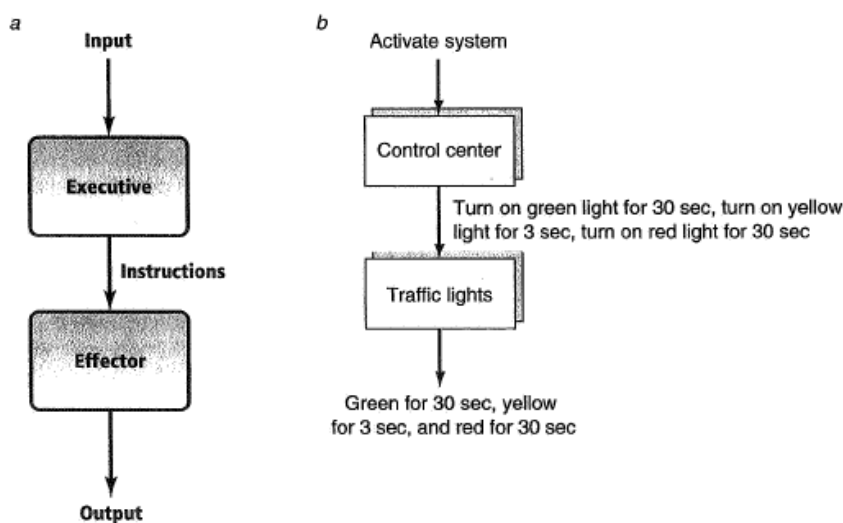 a
Input
Executive
Instructions
Effector
Output
b
Activate system
Control center
Turn on green light for 30 sec, turn on yellow
light for 3 sec, turn on red light for 30 sec
Traffic lights
Green for 30 sec, yellow
for 3 sec, and red for 30 sec